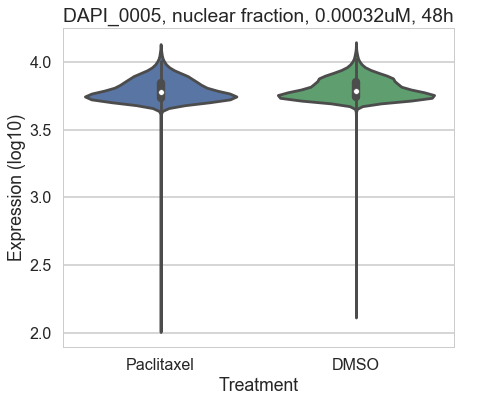 DAPI_0005, nuclear fraction, 0.00032uM, 48h
Expression (log10)
4.0
3.5
3.0
2.5
2.0
Paclitaxel
DMSO
Treatment